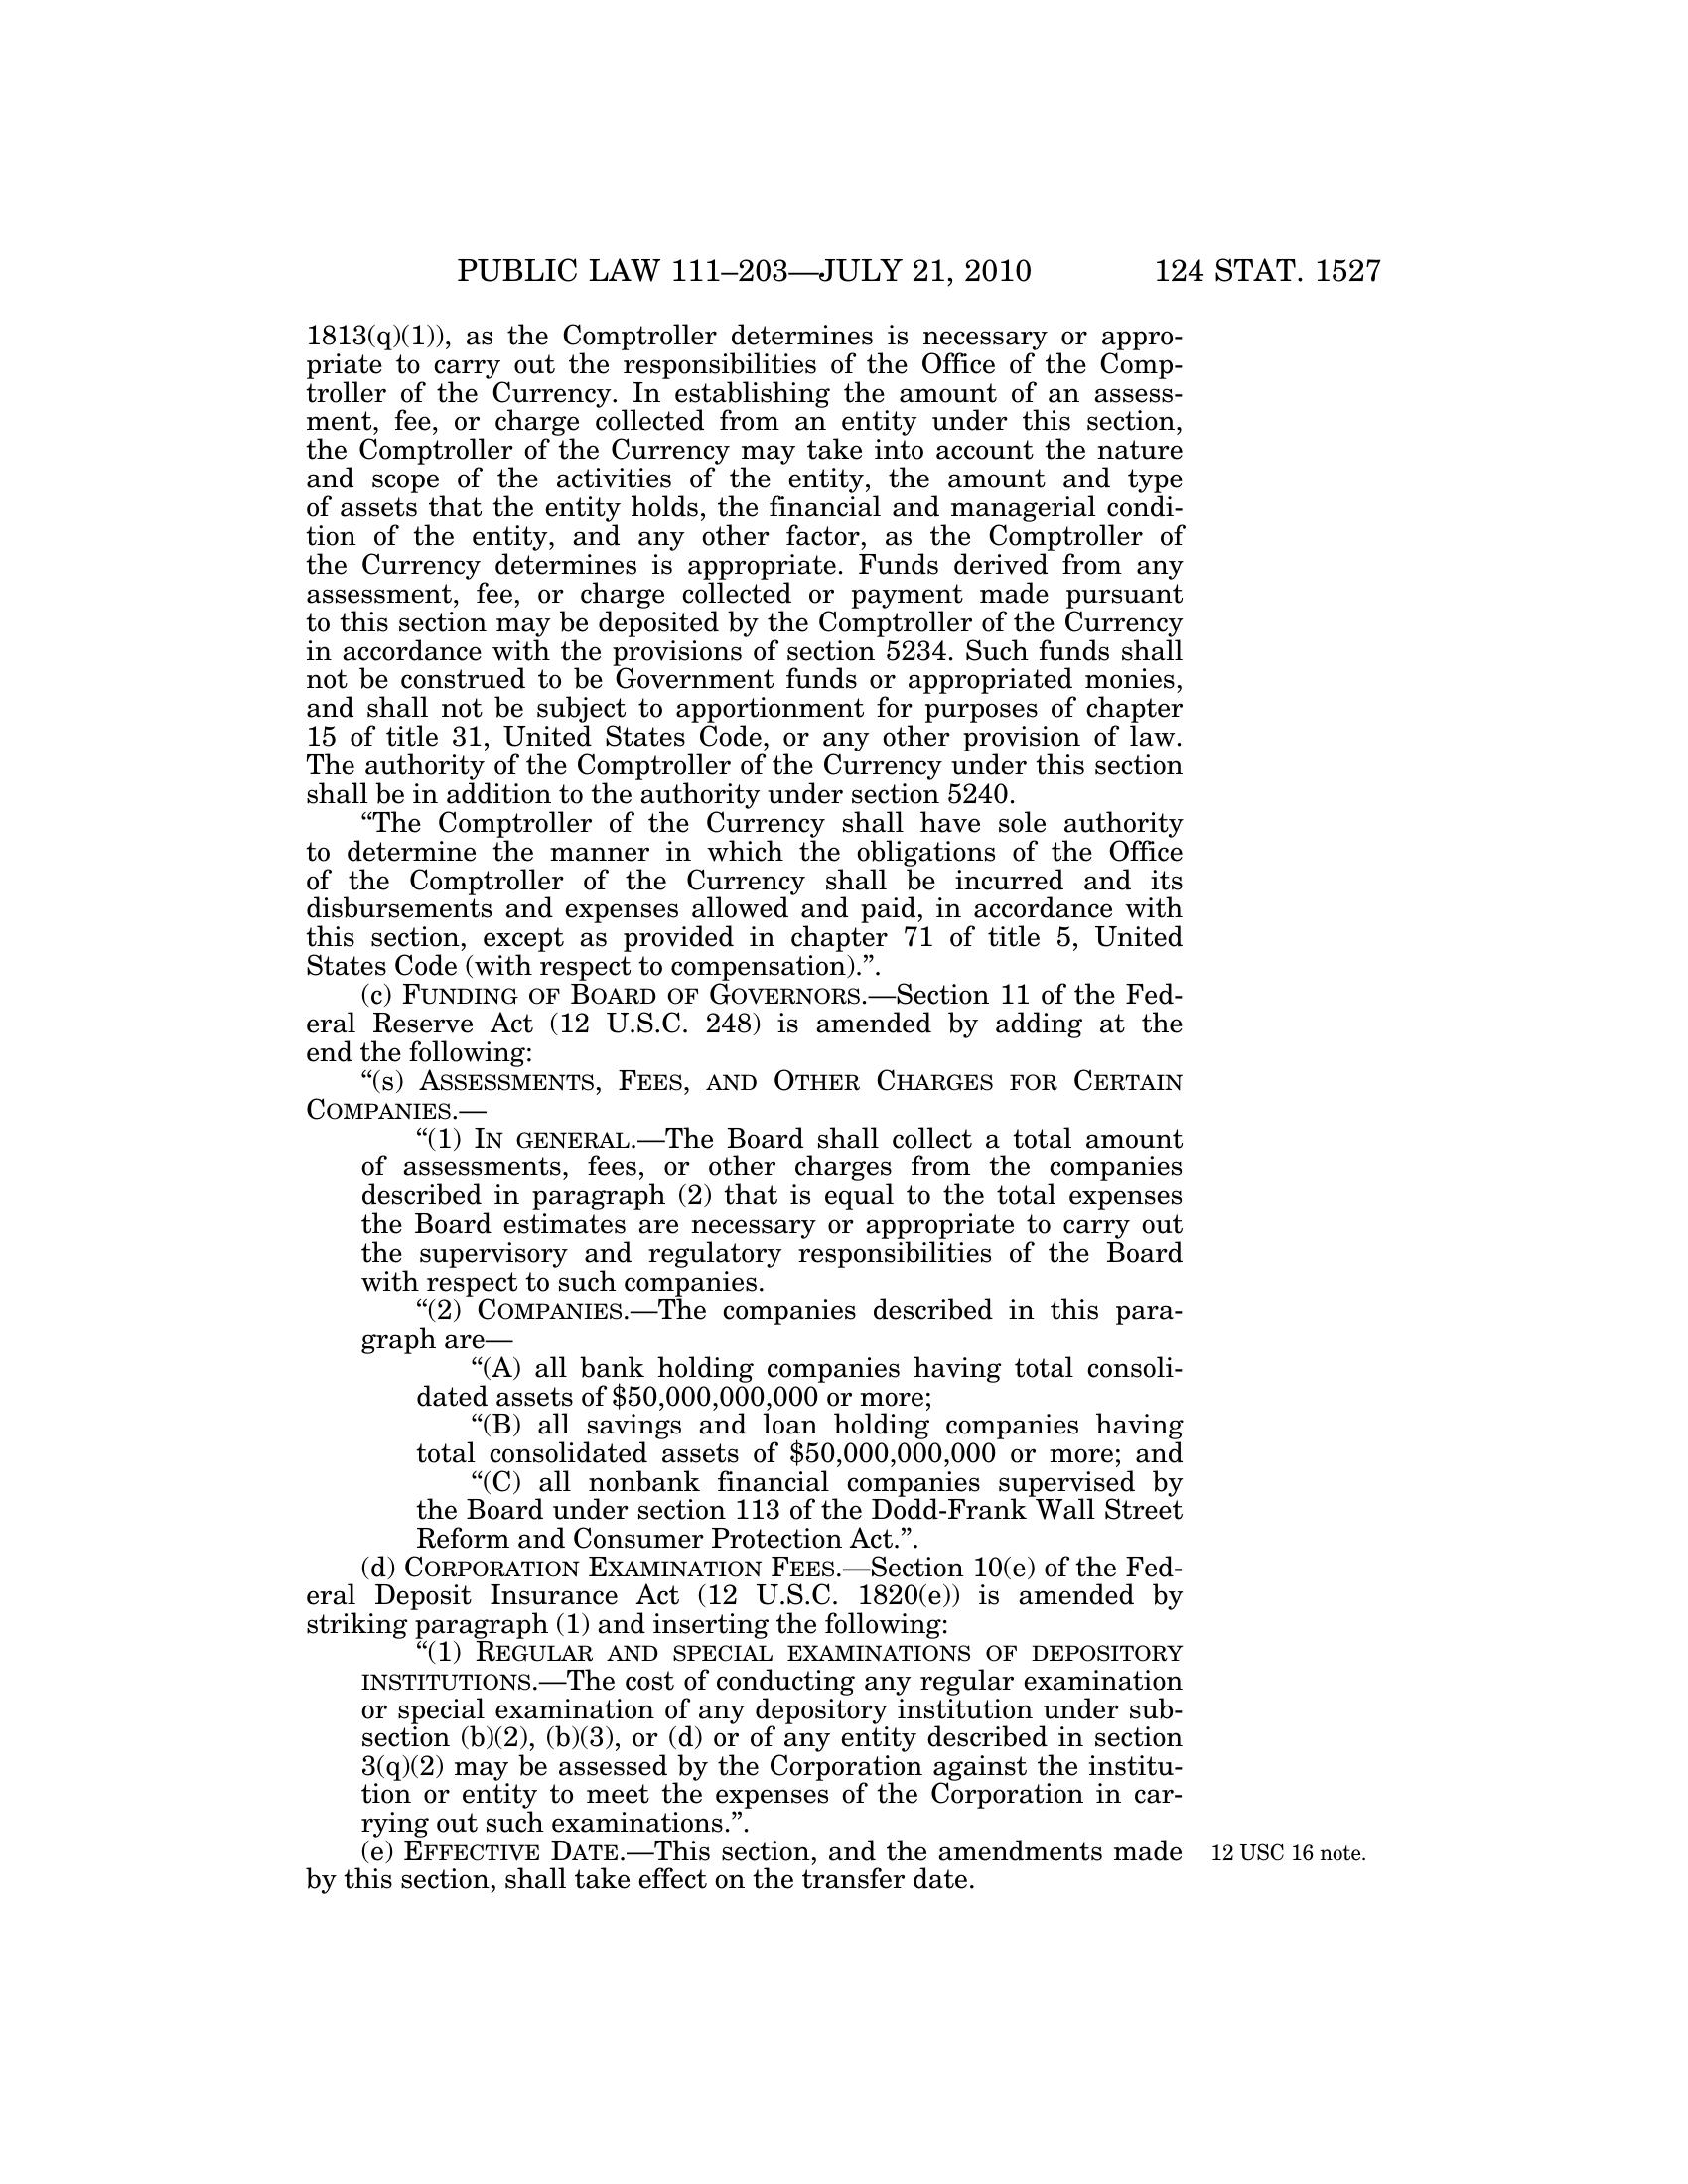 PUBLIC LAW 111–203—JULY 21, 2010 124 STAT. 1527
1813(q)(1)), as the Comptroller determines is necessary or appro-
priate to carry out the responsibilities of the Office of the Comp-
troller of the Currency. In establishing the amount of an assess-
ment, fee, or charge collected from an entity under this section,
the Comptroller of the Currency may take into account the nature
and scope of the activities of the entity, the amount and type
of assets that the entity holds, the financial and managerial condi-
tion of the entity, and any other factor, as the Comptroller of
the Currency determines is appropriate. Funds derived from any
assessment, fee, or charge collected or payment made pursuant
to this section may be deposited by the Comptroller of the Currency
in accordance with the provisions of section 5234. Such funds shall
not be construed to be Government funds or appropriated monies,
and shall not be subject to apportionment for purposes of chapter
15 of title 31, United States Code, or any other provision of law.
The authority of the Comptroller of the Currency under this section
shall be in addition to the authority under section 5240.
“The Comptroller of the Currency shall have sole authority
to determine the manner in which the obligations of the Office
of the Comptroller of the Currency shall be incurred and its
disbursements and expenses allowed and paid, in accordance with
this section, except as provided in chapter 71 of title 5, United
States Code (with respect to compensation).”.
(c) FUNDING OF BOARD OF GOVERNORS.—Section 11 of the Fed-
eral Reserve Act (12 U.S.C. 248) is amended by adding at the
end the following:
“(s) ASSESSMENTS, FEES, AND OTHER CHARGES FOR CERTAIN
COMPANIES.—
“(1) IN GENERAL.—The Board shall collect a total amount
of assessments, fees, or other charges from the companies
described in paragraph (2) that is equal to the total expenses
the Board estimates are necessary or appropriate to carry out
the supervisory and regulatory responsibilities of the Board
with respect to such companies.
“(2) COMPANIES.—The companies described in this para-
graph are—
“(A) all bank holding companies having total consoli-
dated assets of $50,000,000,000 or more;
“(B) all savings and loan holding companies having
total consolidated assets of $50,000,000,000 or more; and
“(C) all nonbank financial companies supervised by
the Board under section 113 of the Dodd-Frank Wall Street
Reform and Consumer Protection Act.”.
(d) CORPORATION EXAMINATION FEES.—Section 10(e) of the Fed-
eral Deposit Insurance Act (12 U.S.C. 1820(e)) is amended by
striking paragraph (1) and inserting the following:
“(1) REGULAR AND SPECIAL EXAMINATIONS OF DEPOSITORY
INSTITUTIONS.—The cost of conducting any regular examination
or special examination of any depository institution under sub-
section (b)(2), (b)(3), or (d) or of any entity described in section
3(q)(2) may be assessed by the Corporation against the institu-
tion or entity to meet the expenses of the Corporation in car-
rying out such examinations.”.
(e) EFFECTIVE DATE.—This section, and the amendments made 12 USC 16 note.
by this section, shall take effect on the transfer date.